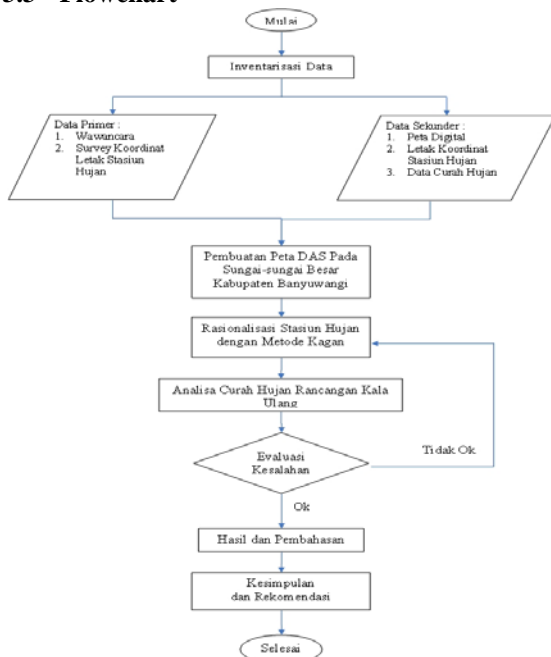 3.3 Flowchart
Mulai
Inventarisasi Data
Data Primer :
1. Wawancara
2. Survey Koordinat
Letak Stasiun
Hujan
Data Sekunder :
1. Peta Digital
2. Letak Koordinat
Stasiun Hujan
3. Data Curah Hujan
Pembuatan Peta DAS Pada
Sungai-sungai Besar
Kabupaten Banyuwangi
Rasionalisasi Stasiun Hujan
dengan Metode Kagan
Analisa Curah Hujan Rancangan Kala
Ulang
Evaluasi
Kesalahan
Tidak Ok
Ok
Hasil dan Pembahasan
Kesimpulan
dan Rekomendasi
Selesai